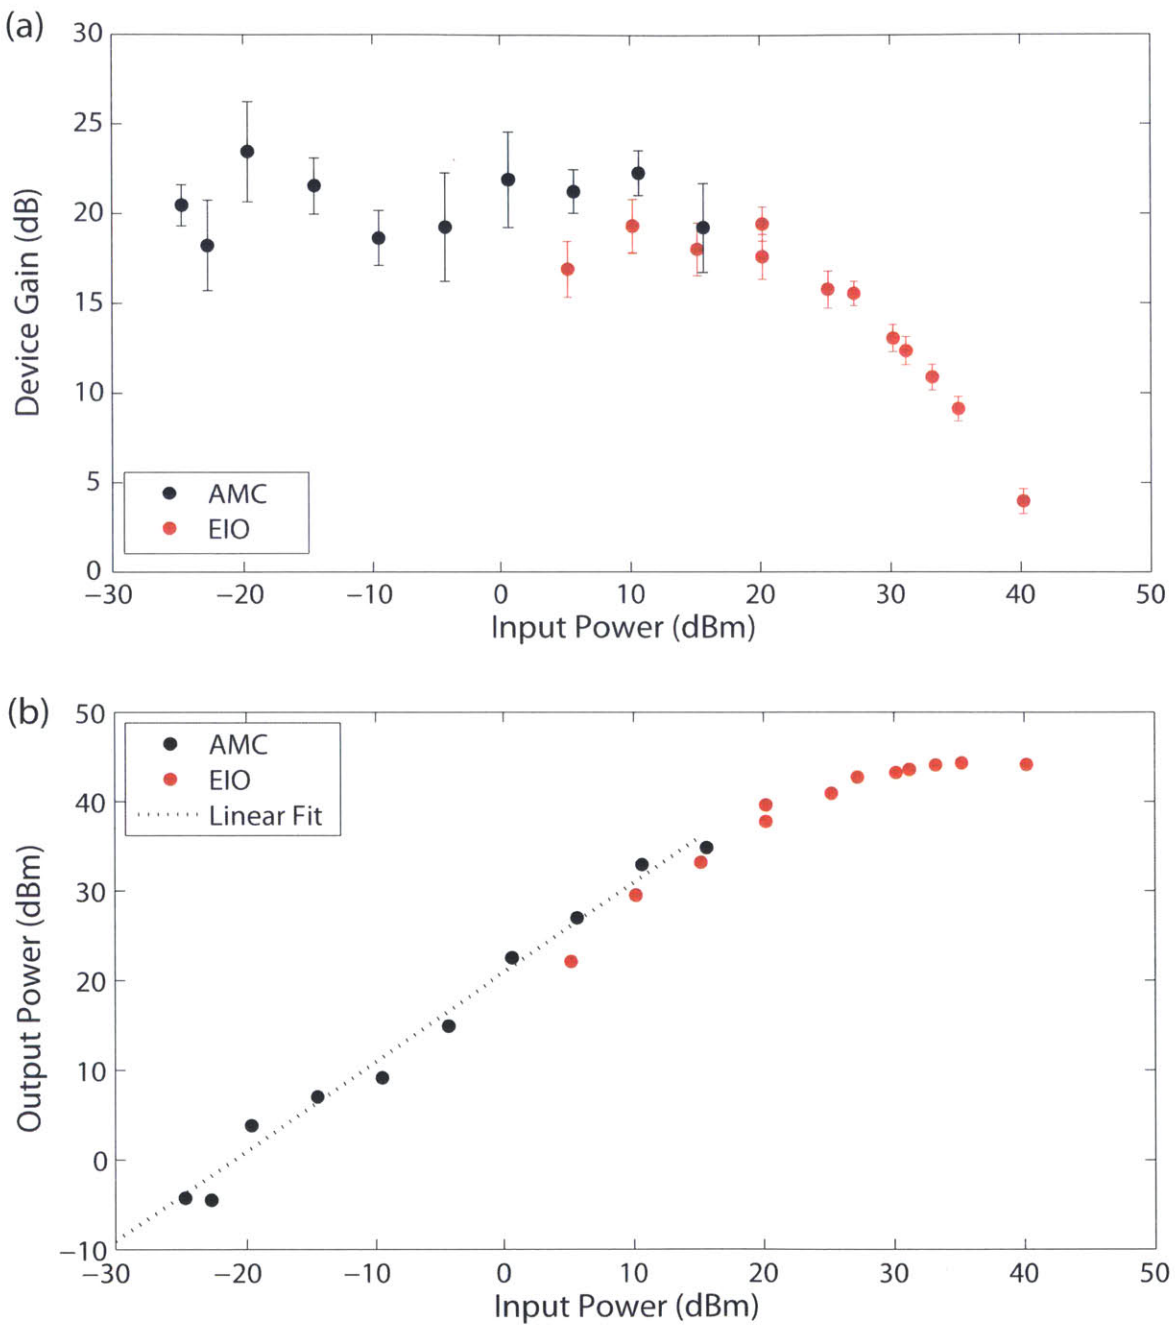 (a)
30
25
20
15
10
5
0
Device Gain (dB)
AMC
EIO
−30 −20 −10 0 10 20 30 40 50
Input Power (dBm)
(b)
50
40
30
20
10
0
−10
Output Power (dBm)
AMC
EIO
Linear Fit
−30 −20 −10 0 10 20 30 40 50
Input Power (dBm)